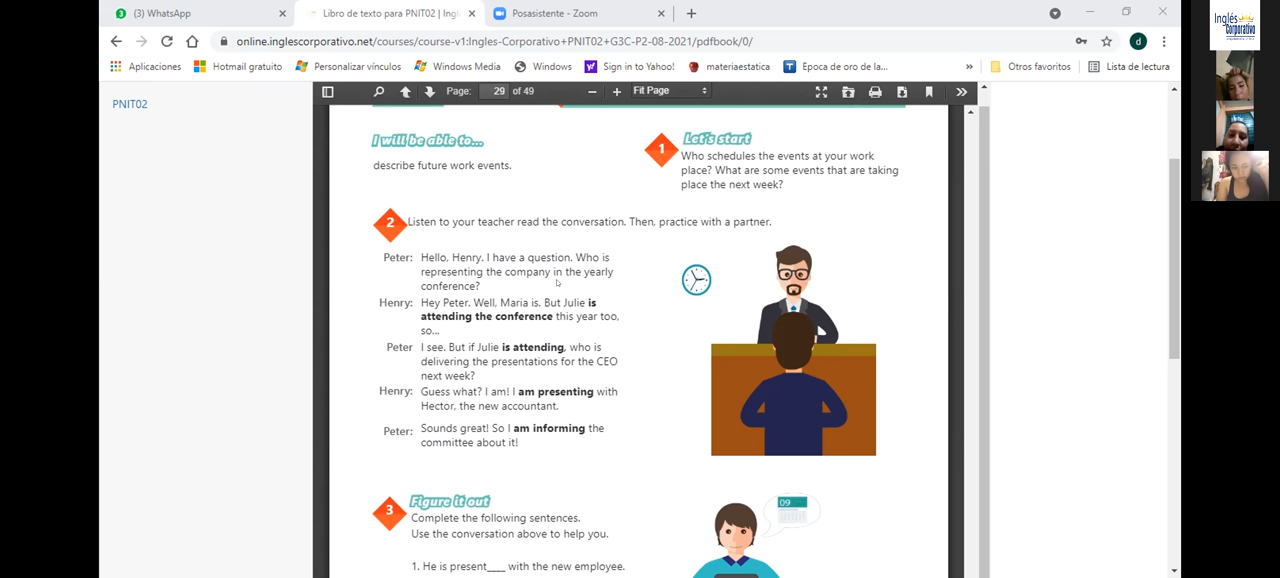 (3) WhatsApp
Libro de texto para PNIT02 | Ingl
Posasistente - Zoom
online.inglescorporativo.net/courses/course-v1:Ingles-Corporativo+PNIT02+G3C-P2-08-2021/pdfbook/0/
d
Aplicaciones
Hotmail gratuito
Personalizar vínculos
Windows Media
Windows
Sign in to Yahoo!
materiaestatica
Epoca de oro de la...
»
Otros favoritos
Lista de lectura
PNIT02
Page: 29 of 49
Fit Page
I will be able to...
describe future work events.
1
Let's start
Who schedules the events at your work
place? What are some events that are taking
place the next week?
2
Listen to your teacher read the conversation. Then, practice with a partner.
Peter: Hello, Henry. I have a question. Who is
representing the company in the yearly
conference?
Henry: Hey Peter. Well, Maria is. But Julie is
attending the conference this year too,
so...
Peter I see. But if Julie is attending, who is
delivering the presentations for the CEO
next week?
Henry: Guess what? I am! I am presenting with
Hector, the new accountant.
Peter: Sounds great! So I am informing the
committee about it!
3
Figure it out
Complete the following sentences.
Use the conversation above to help you.
1. He is present____ with the new employee.
09
Inglés
Corporativo